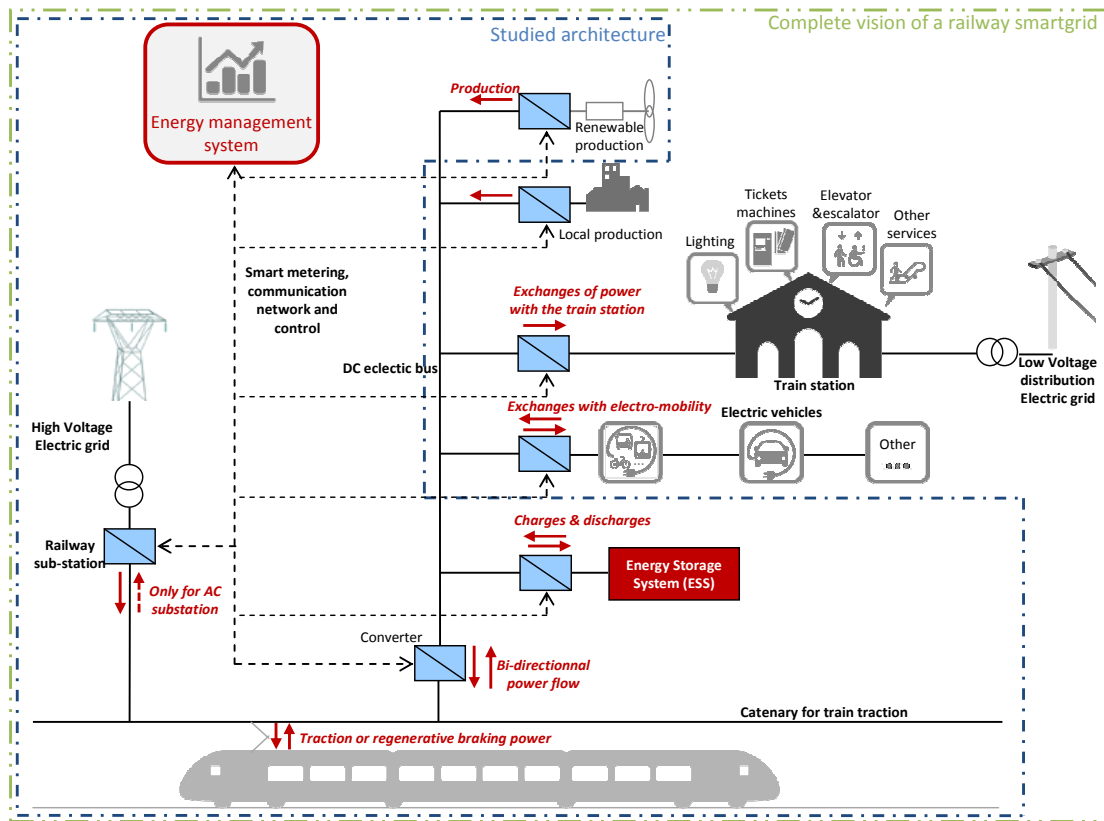 Complete vision of a railway smartgrid
Studied architecture
Energy management
system
Production
Renewable
production
Local production
Smart metering,
communication
network and
control
Tickets
machines
Elevator
&escalator
Other
services
Lighting
Exchanges of power
with the train station
DC eclectic bus
Train station
Low Voltage
distribution
Electric grid
High Voltage
Electric grid
Exchanges with electro-mobility
Electric vehicles
Other
Charges & discharges
Energy Storage
System (ESS)
Railway
sub-station
Only for AC
substation
Converter
Bi-directionnal
power flow
Catenary for train traction
Traction or regenerative braking power